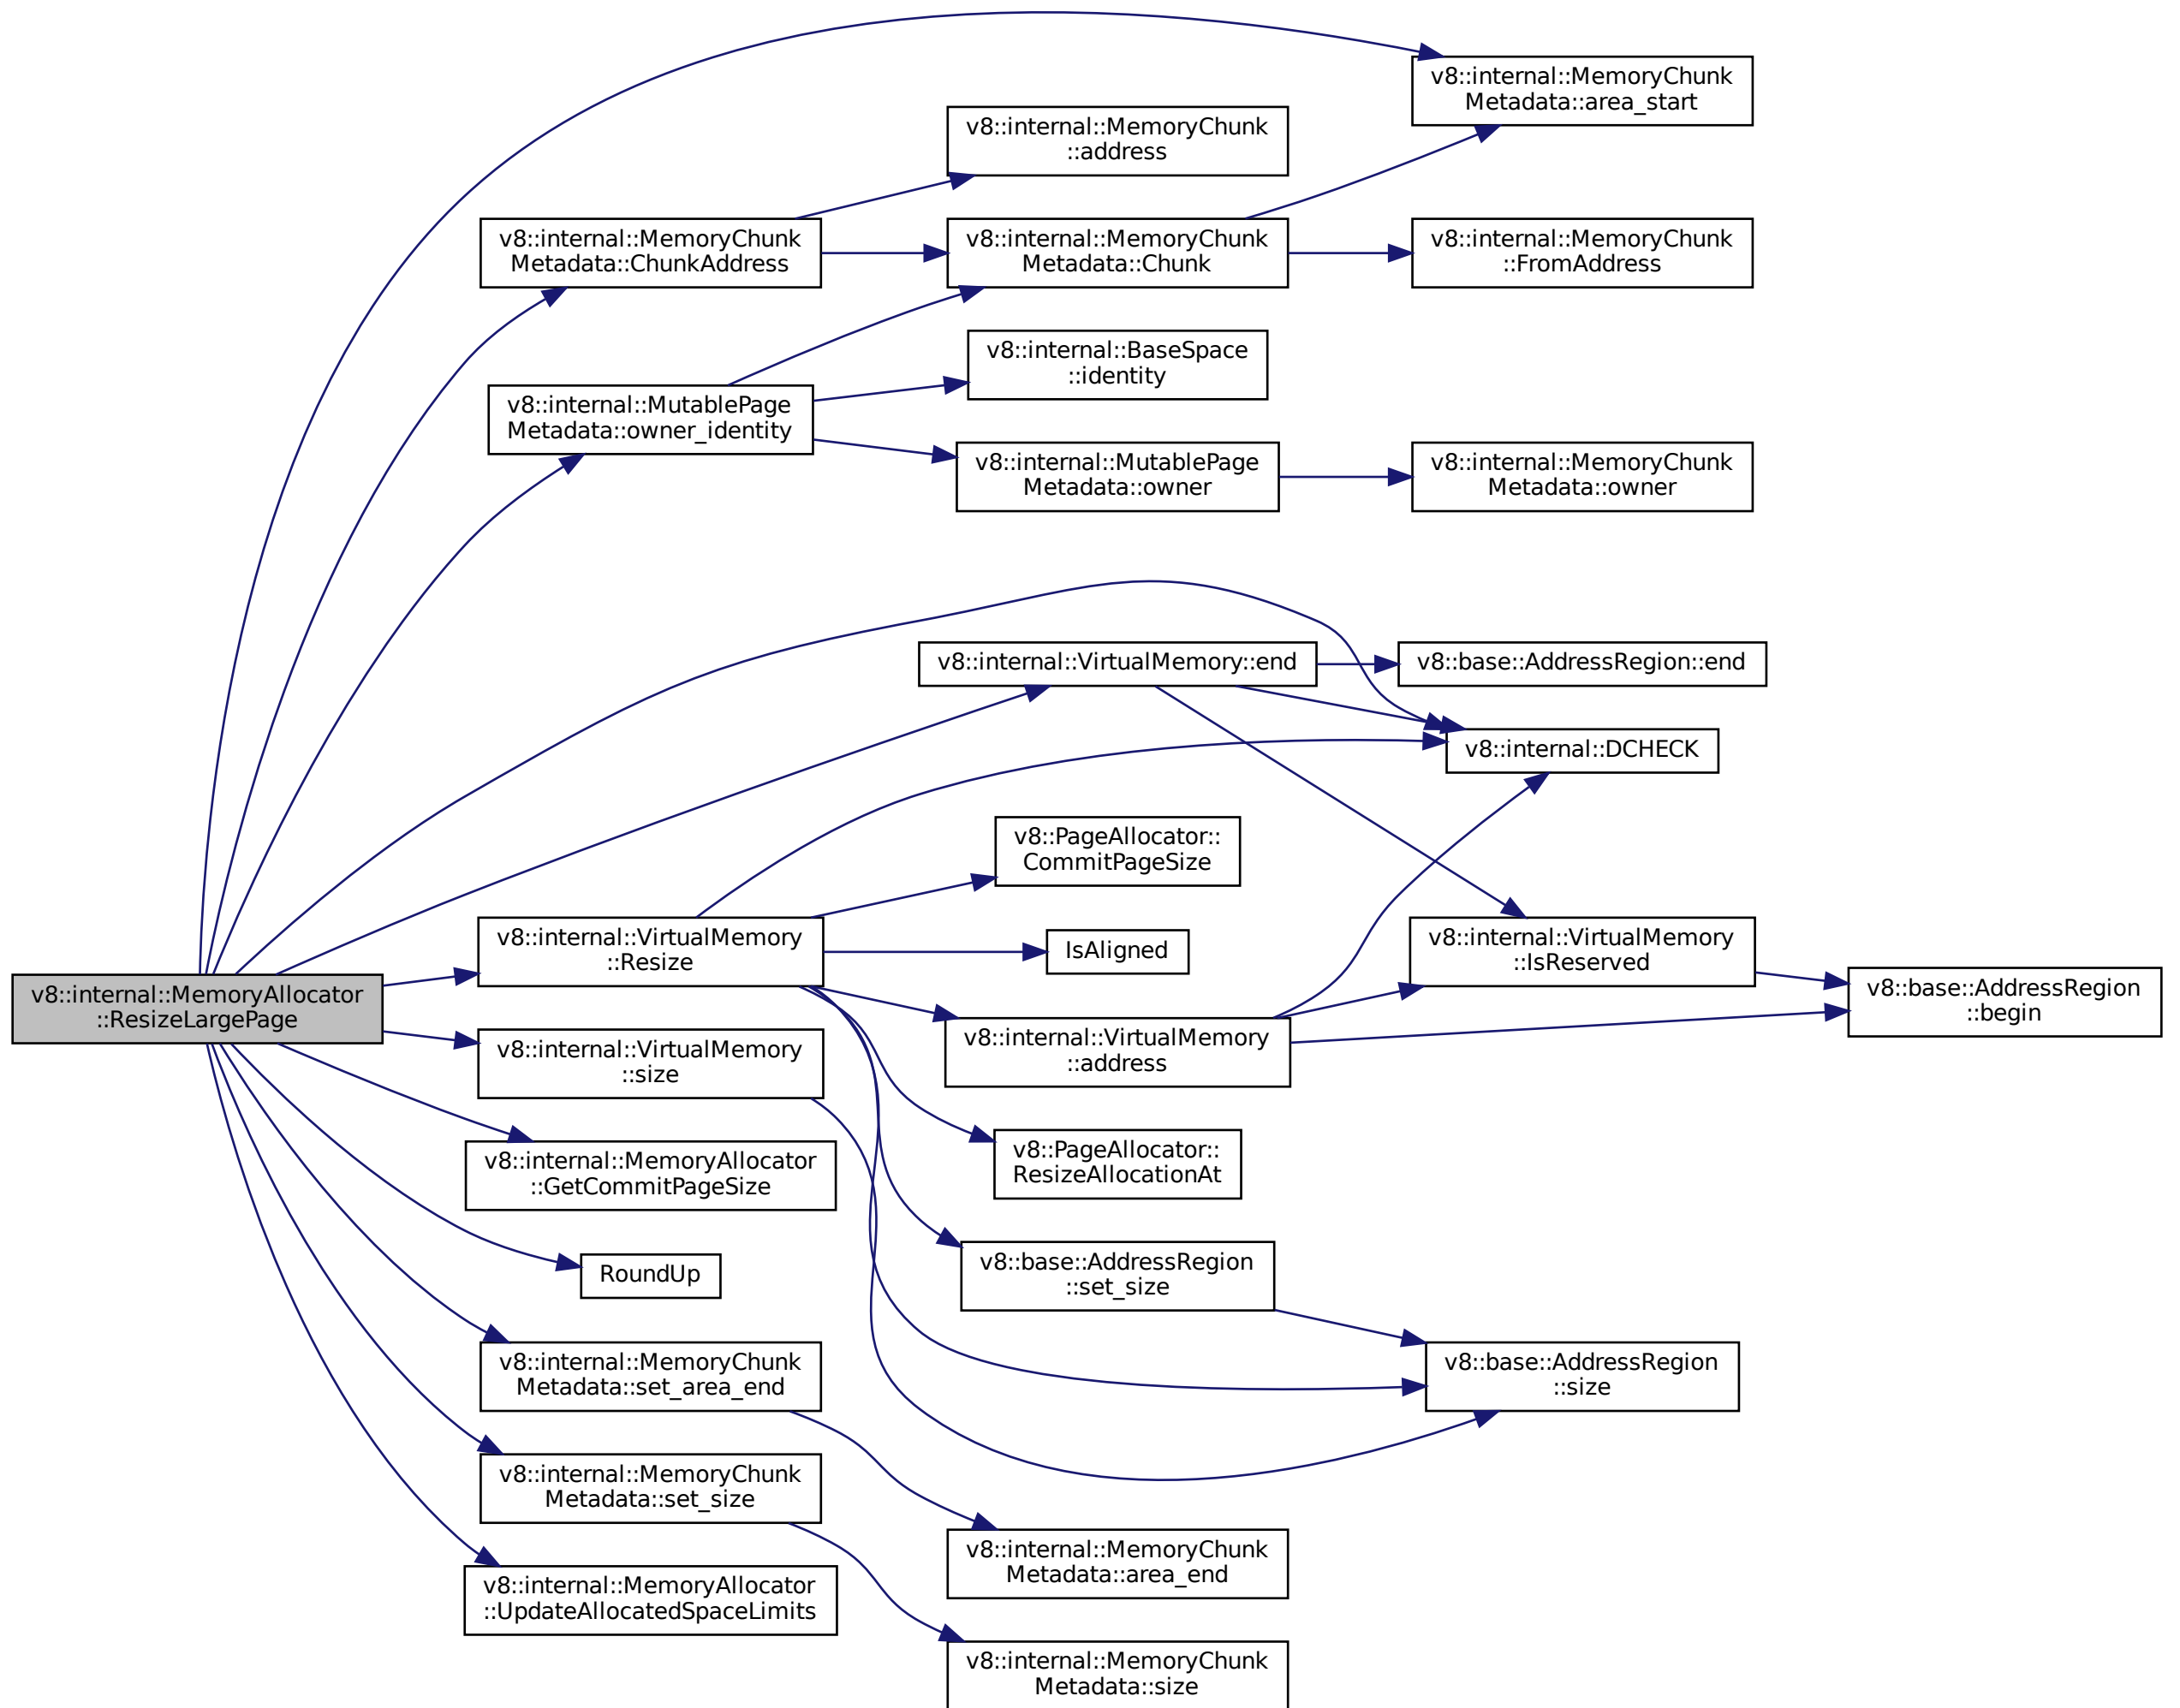 v8::internal::MemoryChunk
Metadata::area_start
v8::internal::MemoryChunk
::address
v8::internal::MemoryChunk
Metadata::ChunkAddress
v8::internal::MemoryChunk
Metadata::Chunk
v8::internal::MemoryChunk
::FromAddress
v8::internal::BaseSpace
::identity
v8::internal::MutablePage
Metadata::owner_identity
v8::internal::MutablePage
Metadata::owner
v8::internal::MemoryChunk
Metadata::owner
v8::internal::VirtualMemory::end
v8::base::AddressRegion::end
v8::internal::DCHECK
v8::PageAllocator::
CommitPageSize
v8::internal::VirtualMemory
::Resize
IsAligned
v8::internal::VirtualMemory
::IsReserved
v8::internal::MemoryAllocator
::ResizeLargePage
v8::base::AddressRegion
::begin
v8::internal::VirtualMemory
::size
v8::internal::VirtualMemory
::address
v8::internal::MemoryAllocator
::GetCommitPageSize
v8::PageAllocator::
ResizeAllocationAt
RoundUp
v8::base::AddressRegion
::set_size
v8::internal::MemoryChunk
Metadata::set_area_end
v8::base::AddressRegion
::size
v8::internal::MemoryChunk
Metadata::set_size
v8::internal::MemoryChunk
Metadata::area_end
v8::internal::MemoryAllocator
::UpdateAllocatedSpaceLimits
v8::internal::MemoryChunk
Metadata::size